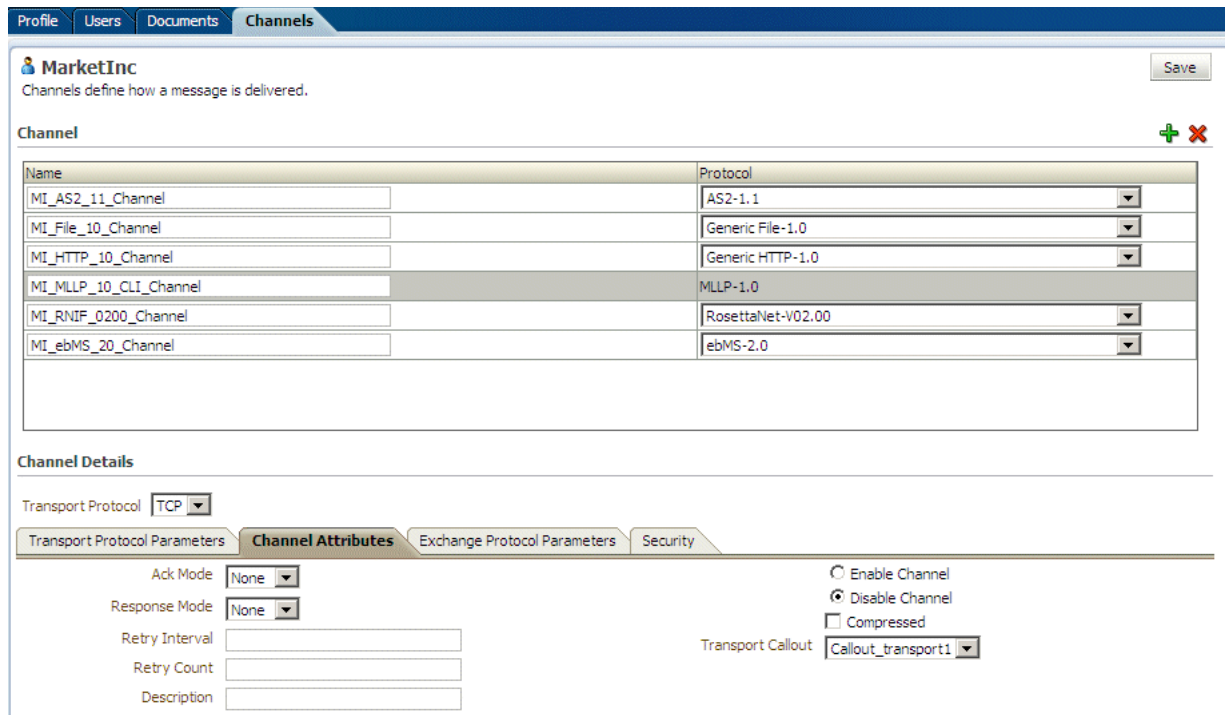 Profile Users Documents Channels
MarketInc
Save
Channels define how a message is delivered.
Channel
Name Protocol
MI_AS2_11_Channel AS2-1.1
MI_File_10_Channel Generic File-1.0
MI_HTTP_10_Channel Generic HTTP-1.0
MI_MLLP_10_CLI_Channel MLLP-1.0
MI_RNIF_0200_Channel RosettaNet-V02.00
MI_ebMS_20_Channel ebMS-2.0
Channel Details
Transport Protocol TCP
Transport Protocol Parameters Channel Attributes Exchange Protocol Parameters Security
Ack Mode None
Response Mode None
Retry Interval
Retry Count
Description
Enable Channel
Disable Channel
Compressed
Transport Callout Callout_transport1